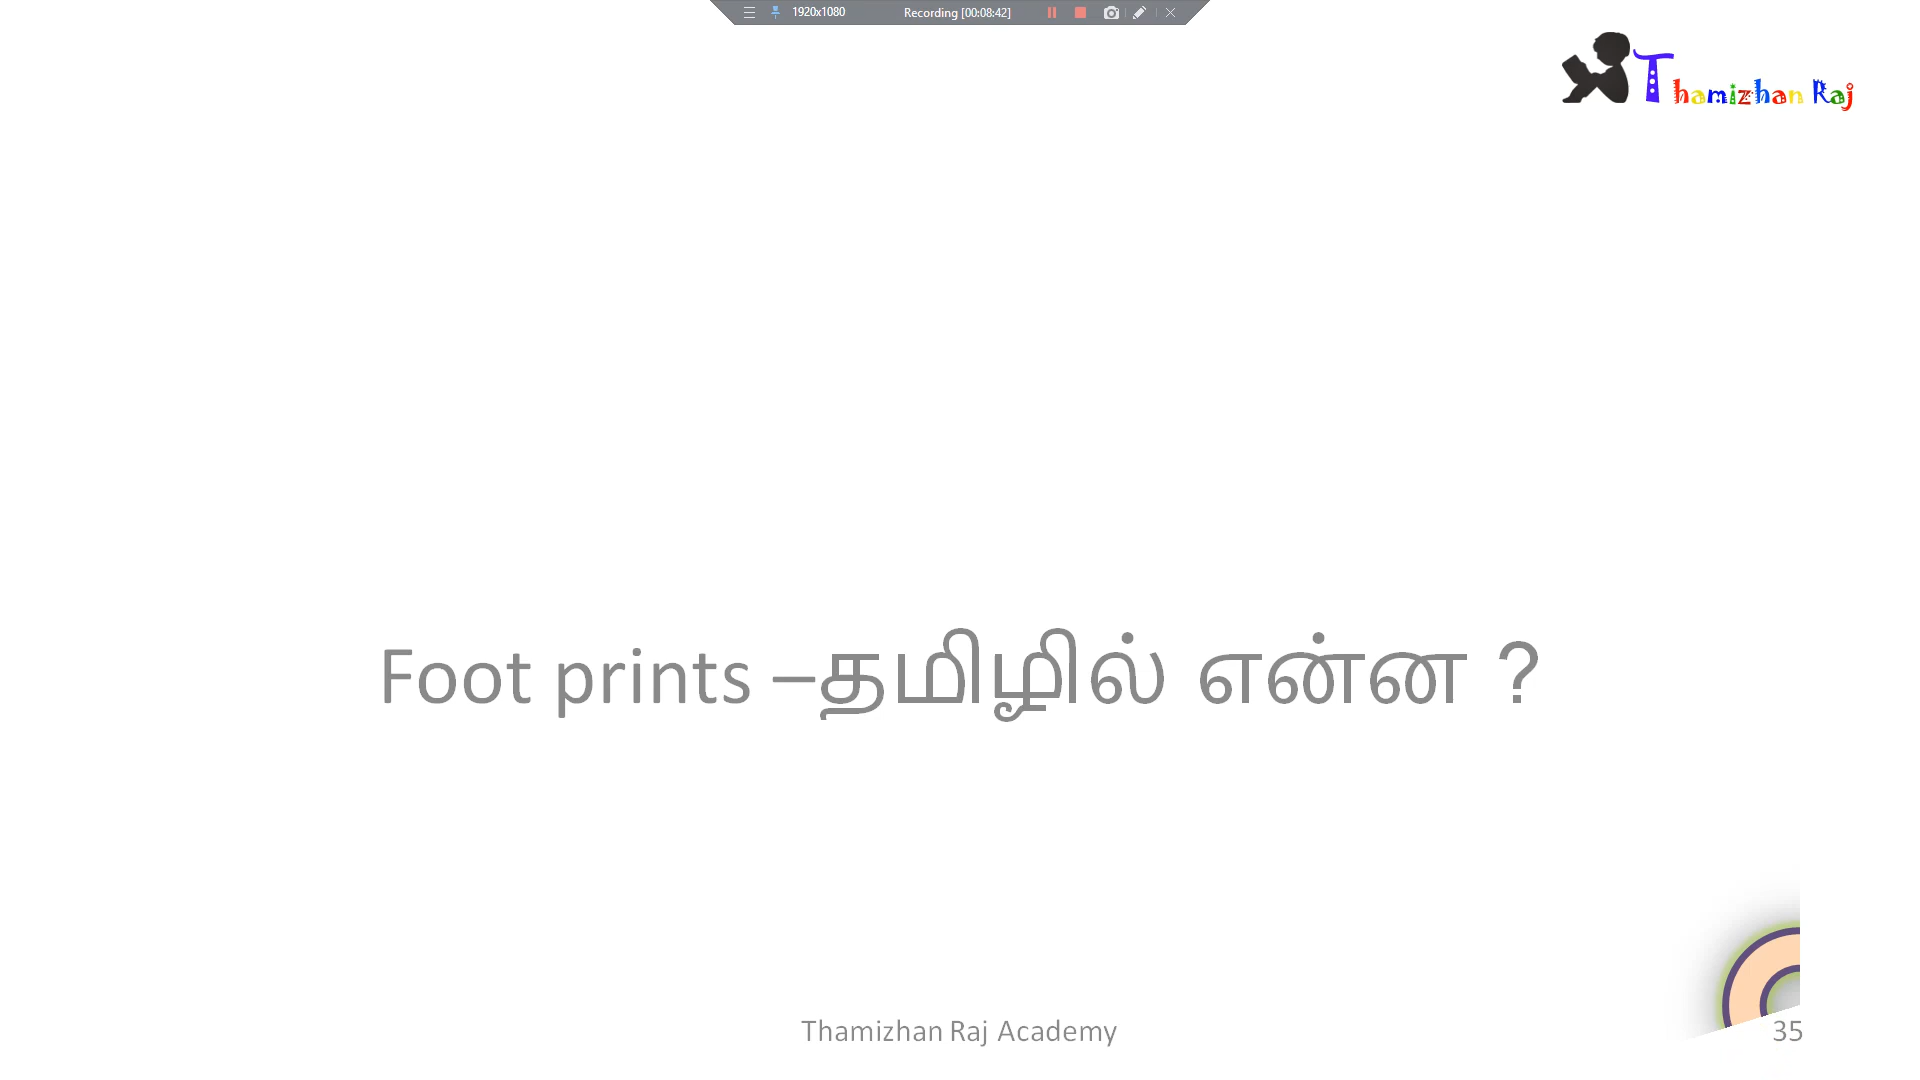 1920x1080 Recording [00:08:42]
Thamizhan Raj
Foot prints –தமிழில் என்ன ?
Thamizhan Raj Academy
35